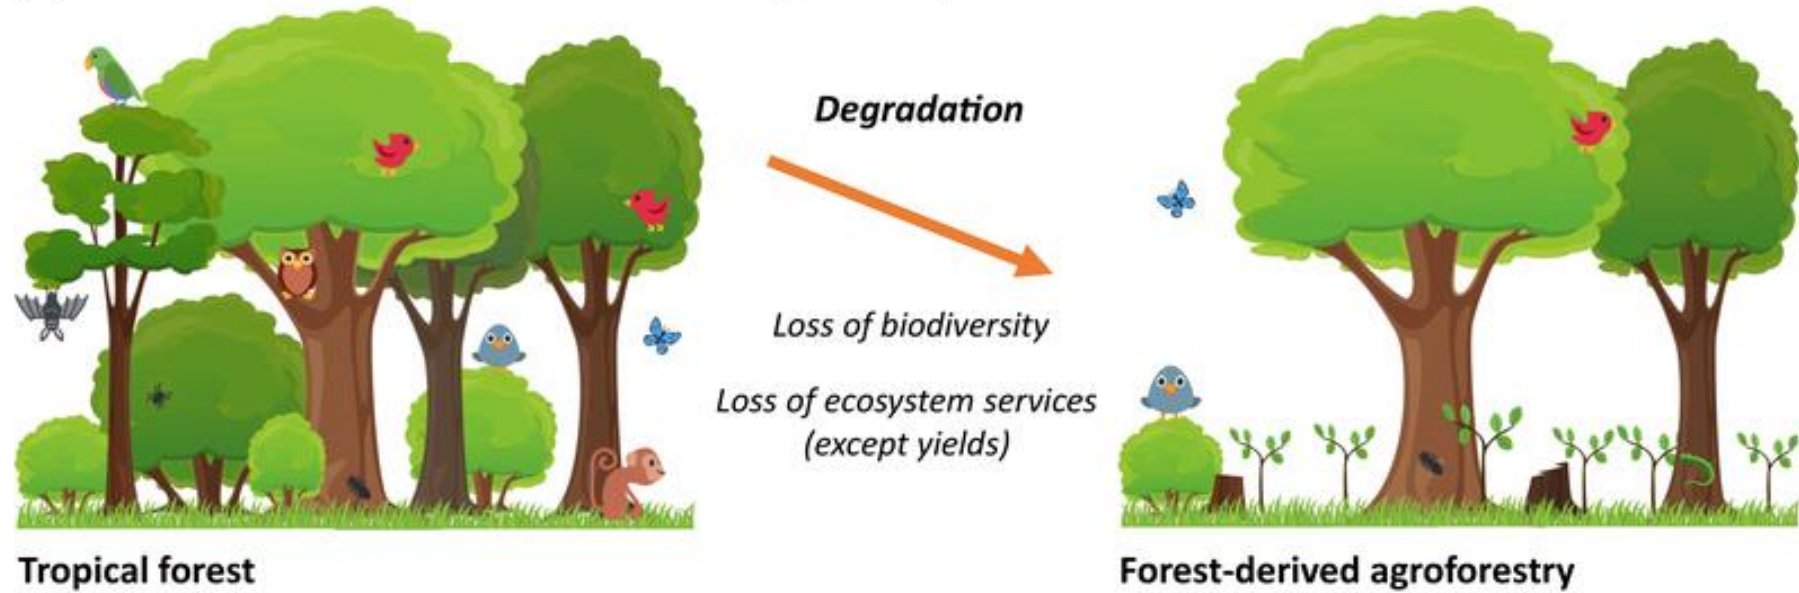 Degradation
Loss of biodiversity
Loss of ecosystem services
(except yields)
Tropical forest
Forest-derived agroforestry